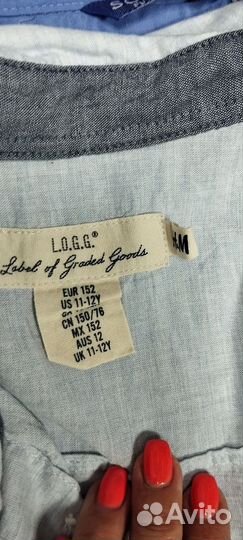 L.O.G.G.®
Label of Graded Goods
H&M
EUR 152
US 11-12Y
CN 150/76
MX 152
AUS 12
UK 11-12Y
Avito